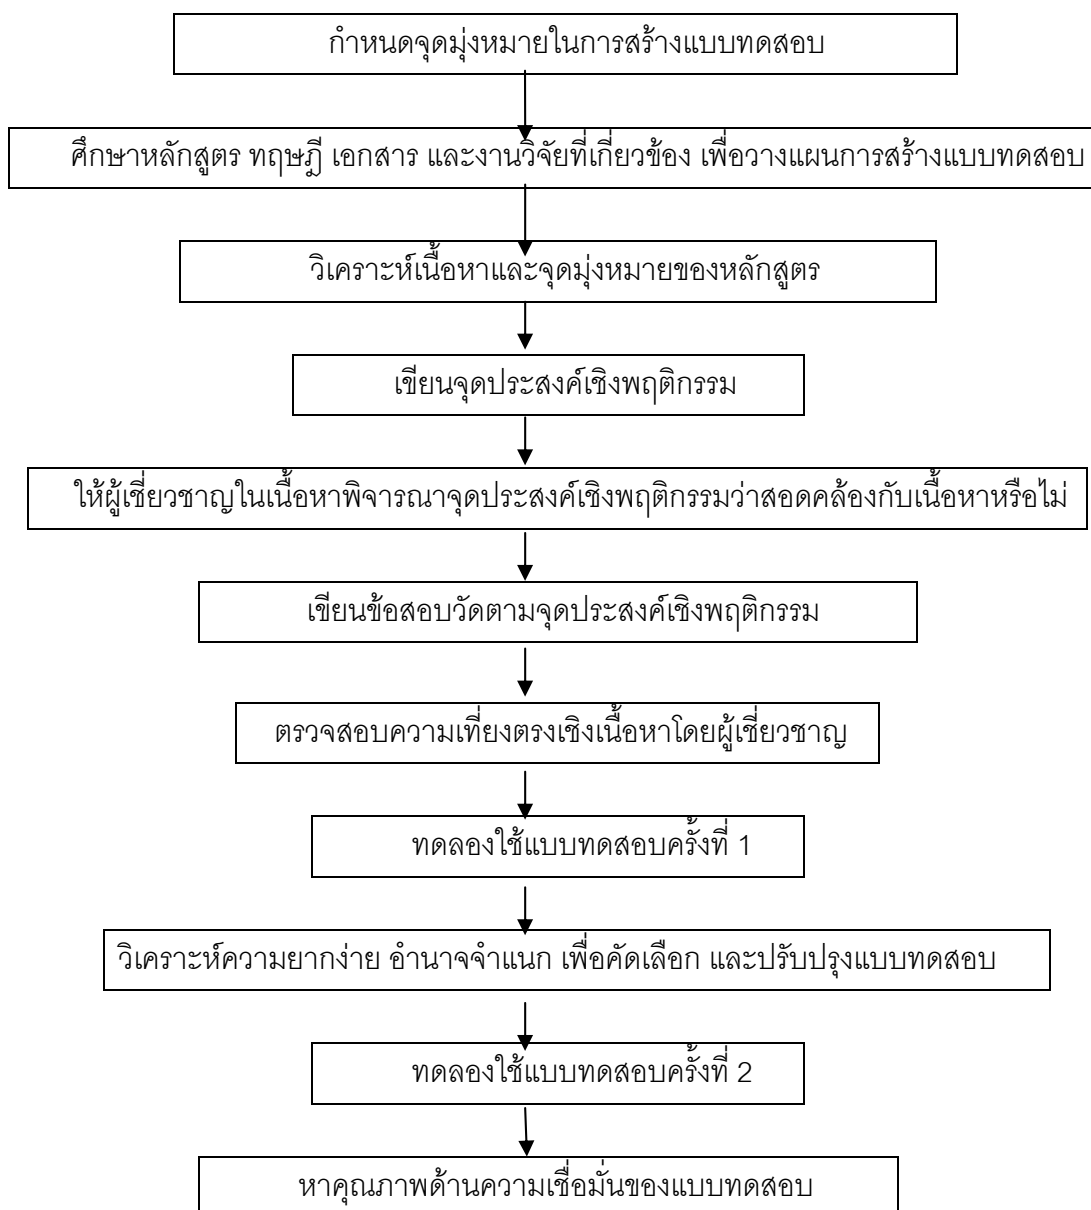 กำหนดจุดมุ่งหมายในการสร้างแบบทดสอบ
ศึกษาหลักสูตร ทฤษฎี เอกสาร และงานวิจัยที่เกี่ยวข้อง เพื่อวางแผนการสร้างแบบทดสอบ
วิเคราะห์เนื้อหาและจุดมุ่งหมายของหลักสูตร
เขียนจุดประสงค์เชิงพฤติกรรม
ให้ผู้เชี่ยวชาญในเนื้อหาพิจารณาจุดประสงค์เชิงพฤติกรรมว่าสอดคล้องกับเนื้อหาหรือไม่
เขียนข้อสอบวัดตามจุดประสงค์เชิงพฤติกรรม
ตรวจสอบความเที่ยงตรงเชิงเนื้อหาโดยผู้เชี่ยวชาญ
ทดลองใช้แบบทดสอบครั้งที่ 1
วิเคราะห์ความยากง่าย อำนาจจำแนก เพื่อคัดเลือก และปรับปรุงแบบทดสอบ
ทดลองใช้แบบทดสอบครั้งที่ 2
หาคุณภาพด้านความเชื่อมั่นของแบบทดสอบ